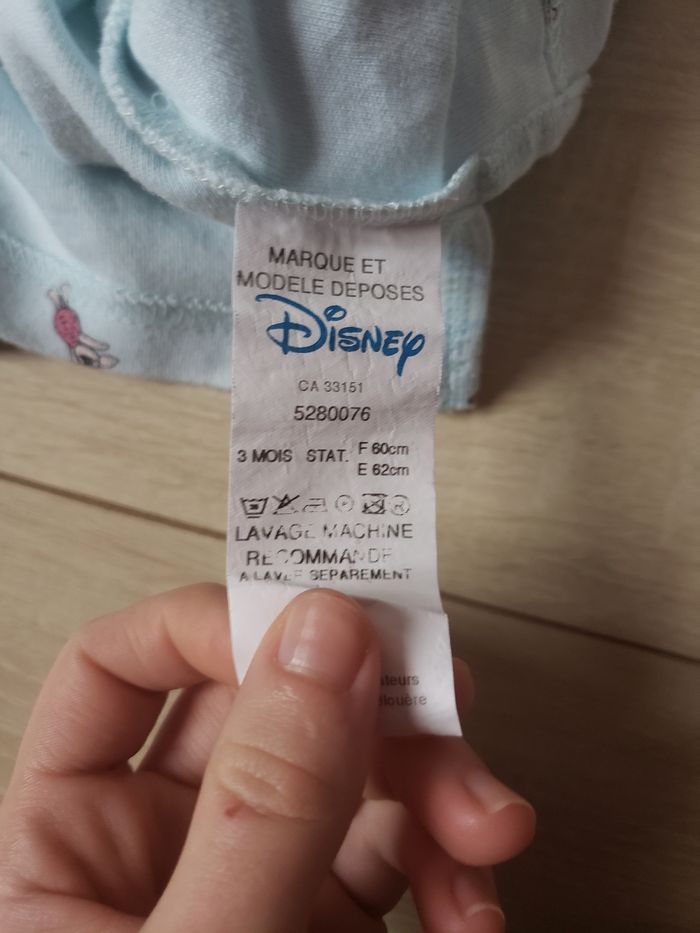 MARQUE ET
MODELE DEPOSES
DISNEY
CA 33151
5280076
3 MOIS STAT. F 60cm
E 62cm
LAVAGE MACHINE
RECOMMANDE
A LAVER SEPAREMENT